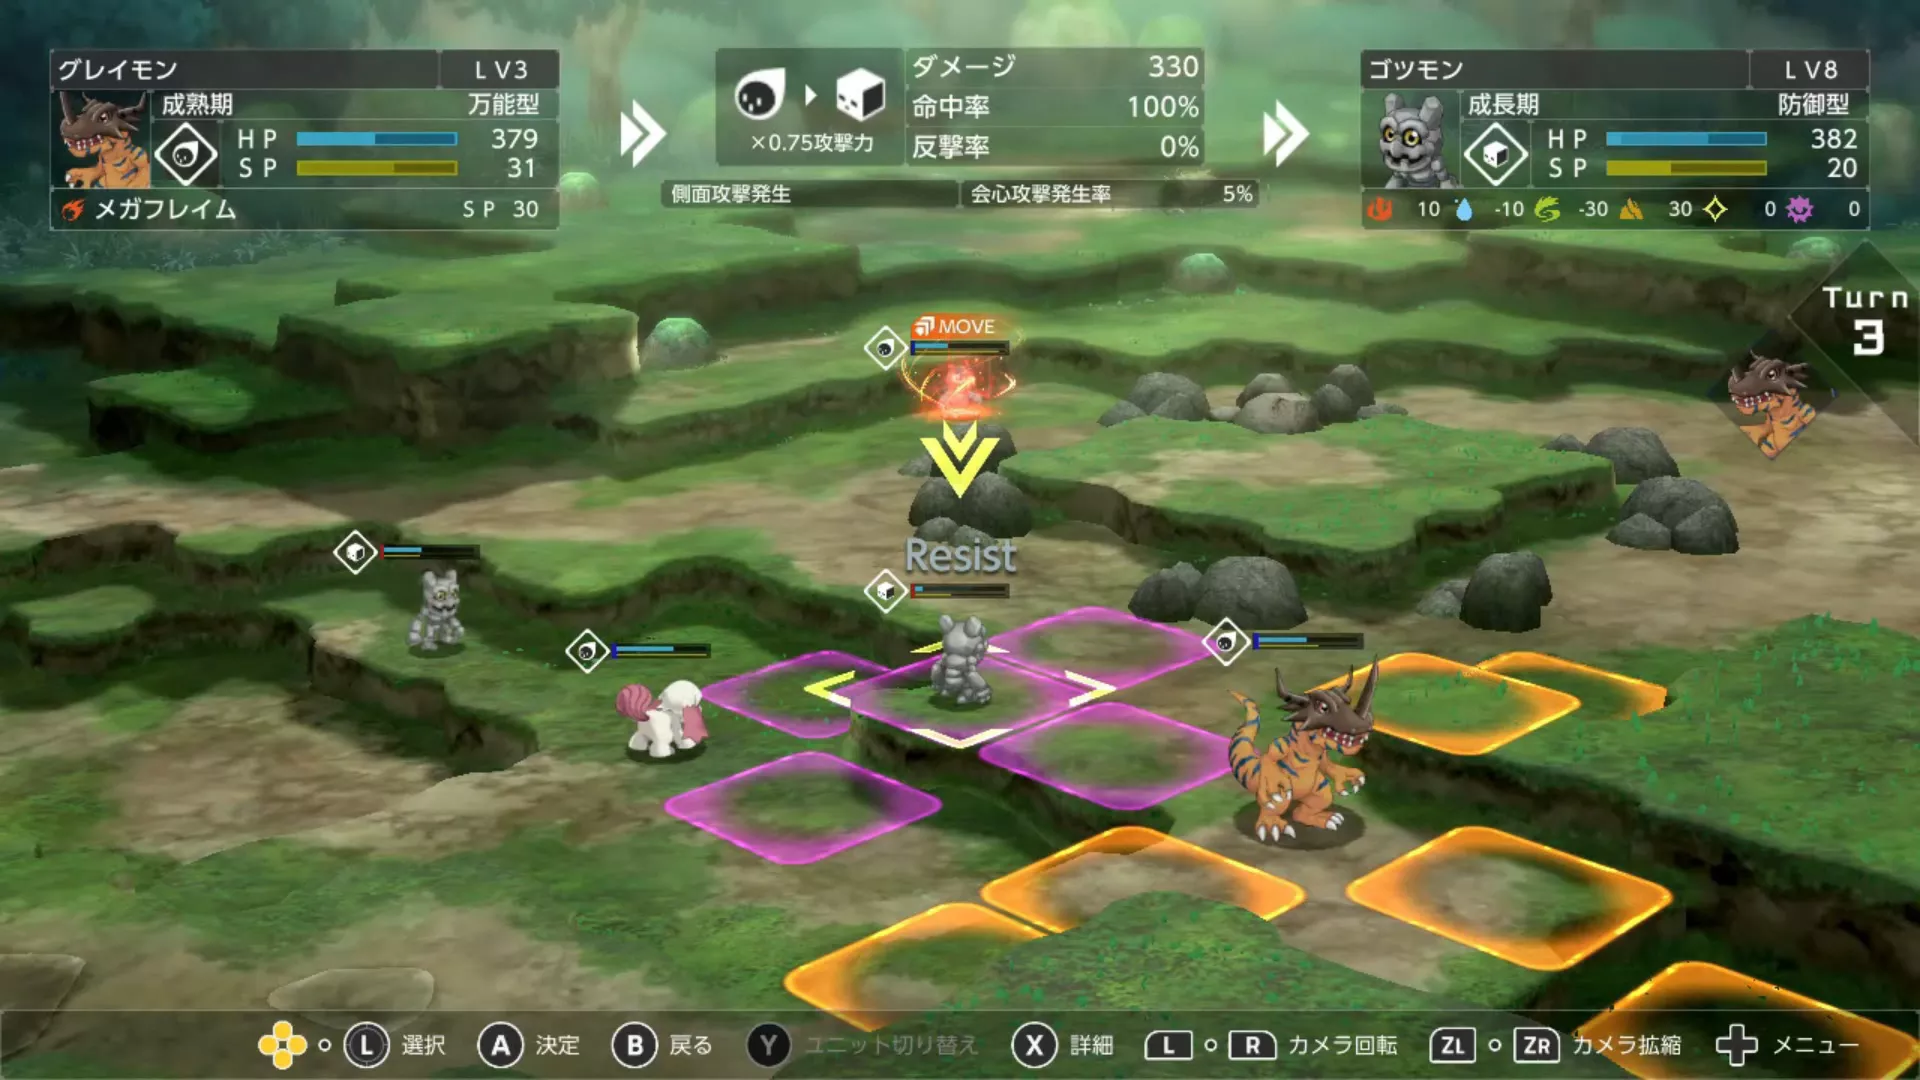 グレイモン LV3
成熟期 万能型
HP 379
SP 31
メガフレイム SP 30
×0.75攻撃力
ダメージ 330
命中率 100%
反撃率 0%
側面攻撃発生 会心攻撃発生率 5%
ゴツモン LV8
成長期 防御型
HP 382
SP 20
10 -10 -30 30 0 0
Turn
3
MOVE
Resist
L 選択 A 決定 B 戻る Y ユニット切り替え X 詳細 L R カメラ回転 ZL ZR カメラ拡縮 メニュー